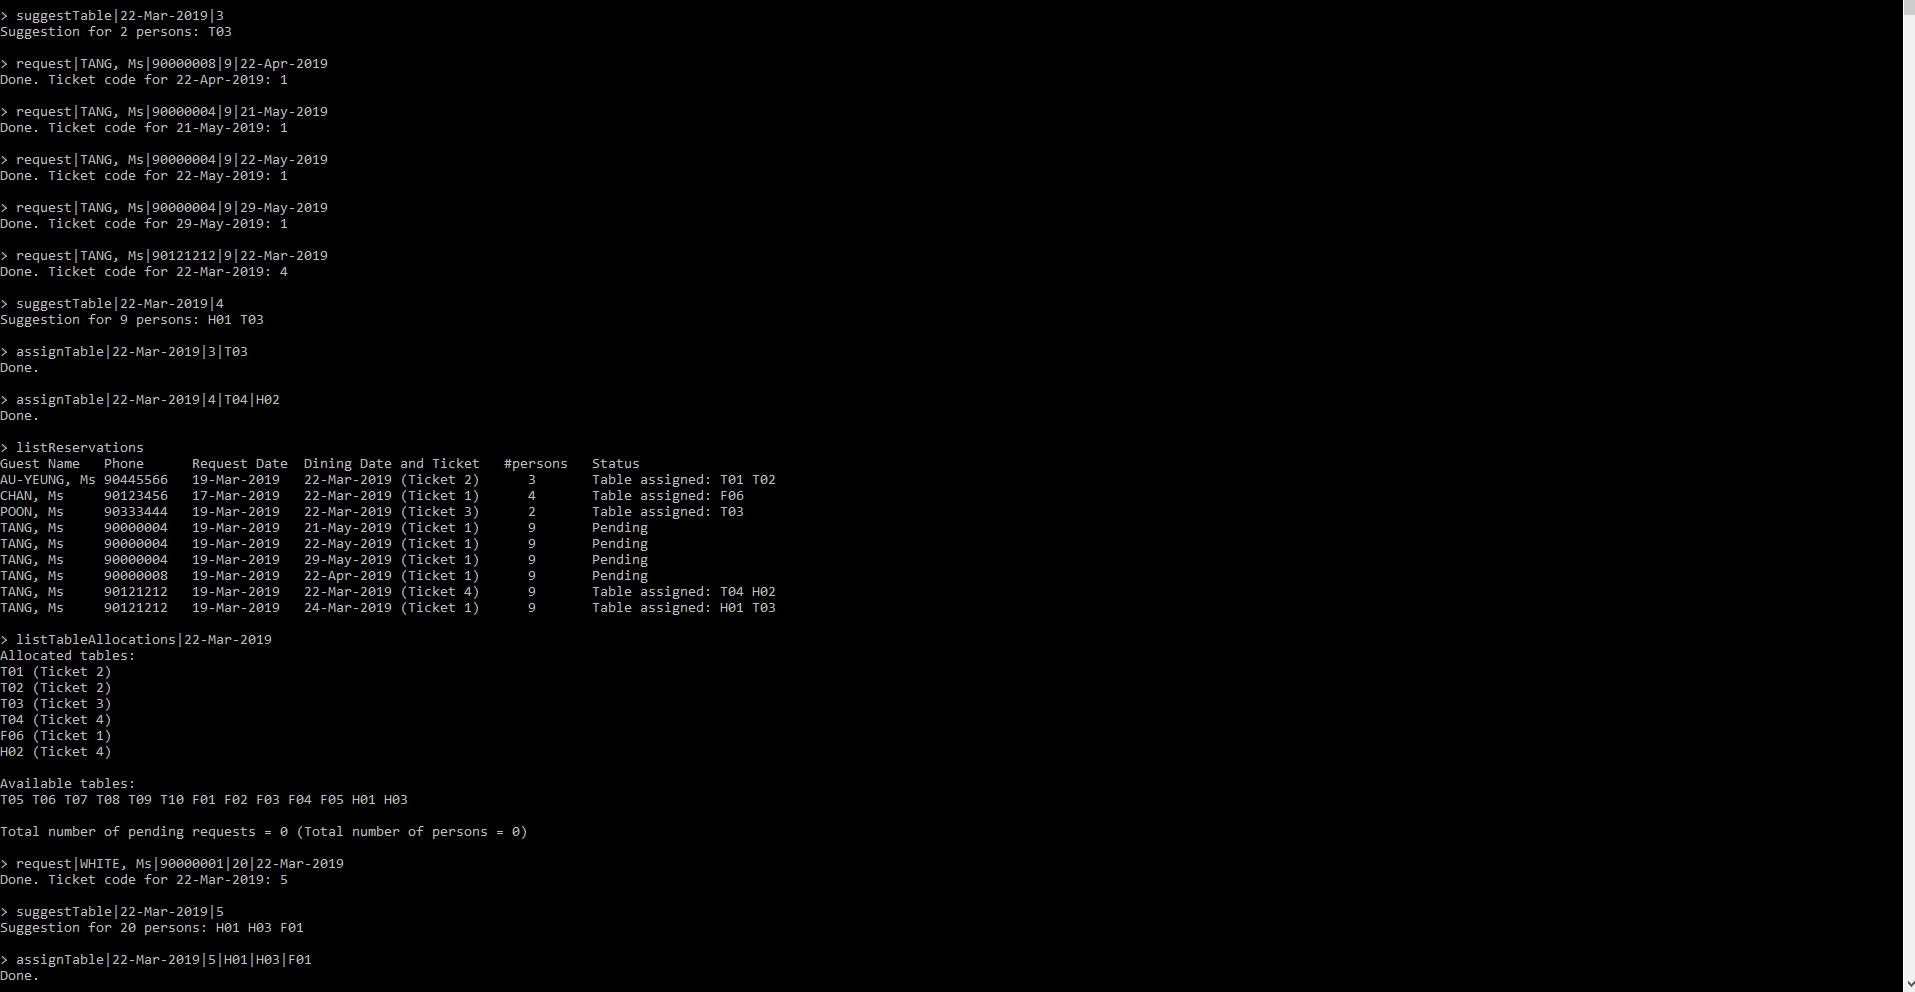 > suggestTable|22-Mar-2019|3
Suggestion for 2 persons: T03
> request|TANG, Ms|90000008|9|22-Apr-2019
Done. Ticket code for 22-Apr-2019: 1
> request|TANG, Ms|90000004|9|21-May-2019
Done. Ticket code for 21-May-2019: 1
> request|TANG, Ms|90000004|9|22-May-2019
Done. Ticket code for 22-May-2019: 1
> request|TANG, Ms|90000004|9|29-May-2019
Done. Ticket code for 29-May-2019: 1
> request|TANG, Ms|90121212|9|22-Mar-2019
Done. Ticket code for 22-Mar-2019: 4
> suggestTable|22-Mar-2019|4
Suggestion for 9 persons: H01 T03
> assignTable|22-Mar-2019|3|T03
Done.
> assignTable|22-Mar-2019|4|T04|H02
Done.
> listReservations
Guest Name   Phone      Request Date  Dining Date and Ticket   #persons   Status
AU-YEUNG, Ms 90445566   19-Mar-2019   22-Mar-2019 (Ticket 2)      3       Table assigned: T01 T02
CHAN, Ms     90123456   17-Mar-2019   22-Mar-2019 (Ticket 1)      4       Table assigned: F06
POON, Ms     90333444   19-Mar-2019   22-Mar-2019 (Ticket 3)      2       Table assigned: T03
TANG, Ms     90000004   19-Mar-2019   21-May-2019 (Ticket 1)      9       Pending
TANG, Ms     90000004   19-Mar-2019   22-May-2019 (Ticket 1)      9       Pending
TANG, Ms     90000004   19-Mar-2019   29-May-2019 (Ticket 1)      9       Pending
TANG, Ms     90000008   19-Mar-2019   22-Apr-2019 (Ticket 1)      9       Pending
TANG, Ms     90121212   19-Mar-2019   22-Mar-2019 (Ticket 4)      9       Table assigned: T04 H02
TANG, Ms     90121212   19-Mar-2019   24-Mar-2019 (Ticket 1)      9       Table assigned: H01 T03
> listTableAllocations|22-Mar-2019
Allocated tables:
T01 (Ticket 2)
T02 (Ticket 2)
T03 (Ticket 3)
T04 (Ticket 4)
F06 (Ticket 1)
H02 (Ticket 4)
Available tables:
T05 T06 T07 T08 T09 T10 F01 F02 F03 F04 F05 H01 H03
Total number of pending requests = 0 (Total number of persons = 0)
> request|WHITE, Ms|90000001|20|22-Mar-2019
Done. Ticket code for 22-Mar-2019: 5
> suggestTable|22-Mar-2019|5
Suggestion for 20 persons: H01 H03 F01
> assignTable|22-Mar-2019|5|H01|H03|F01
Done.